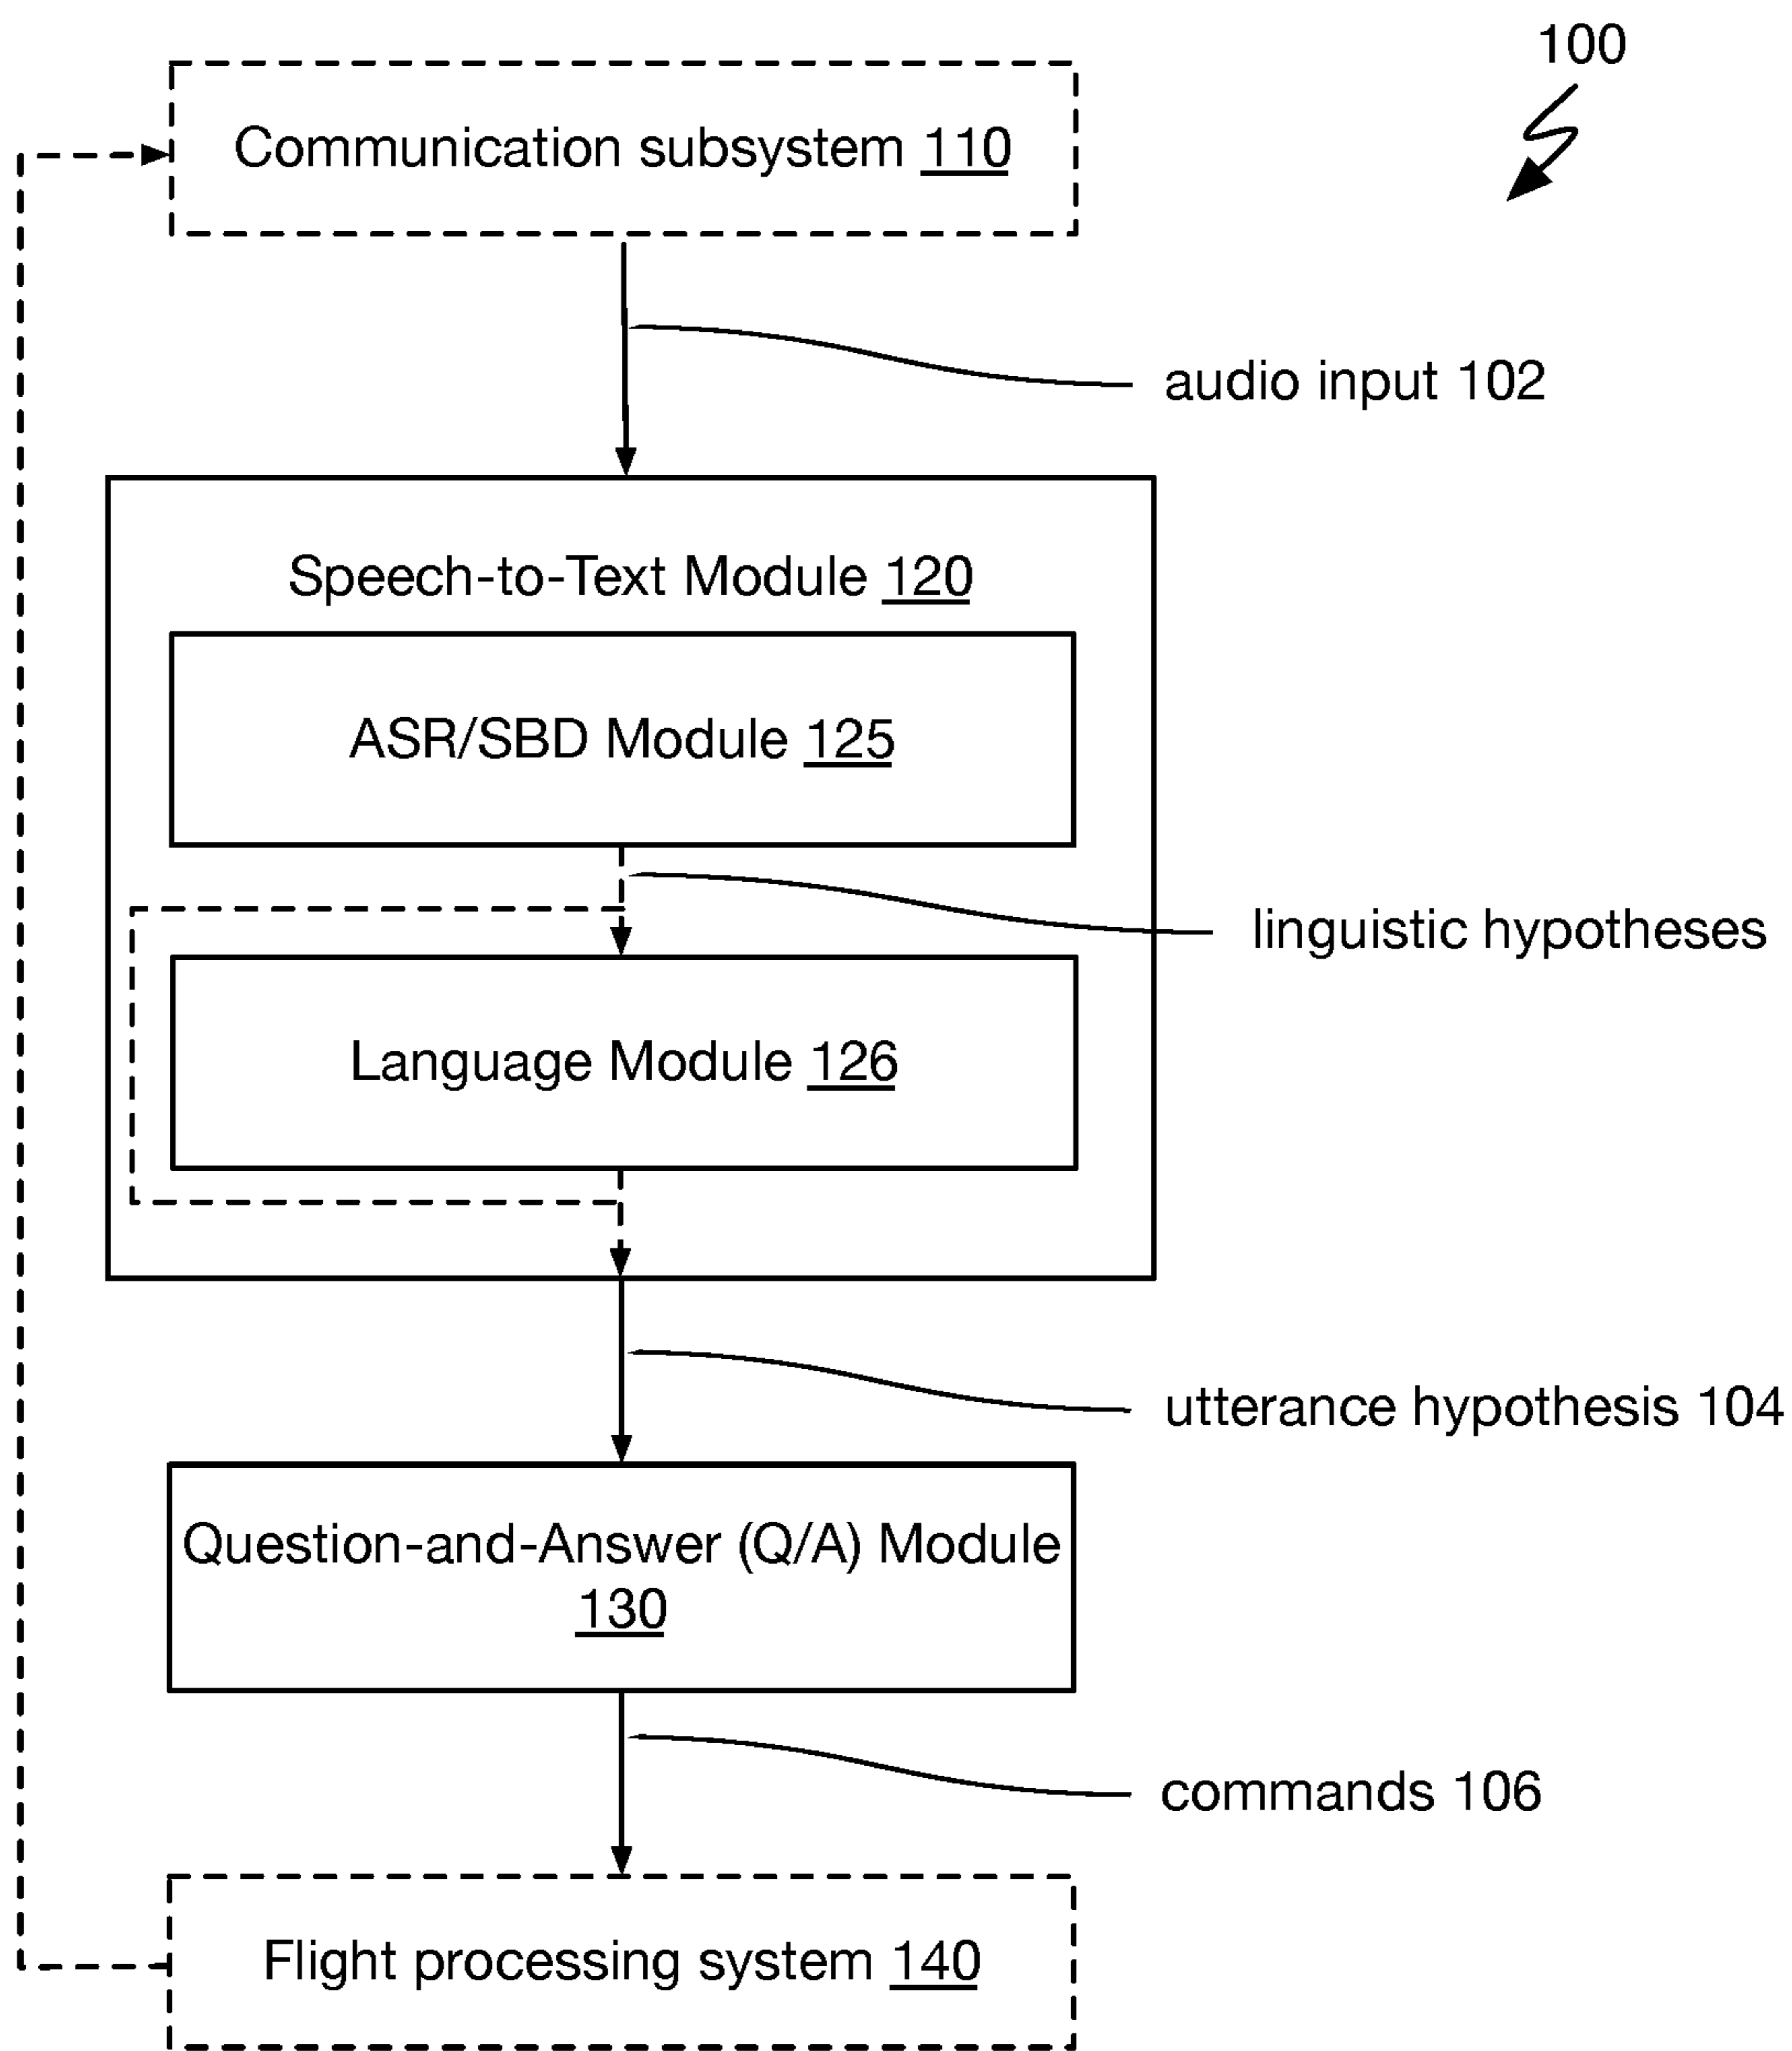 100
Communication subsystem 110
audio input 102
Speech-to-Text Module 120
ASR/SBD Module 125
linguistic hypotheses
Language Module 126
utterance hypothesis 104
Question-and-Answer (Q/A) Module
130
commands 106
Flight processing system 140